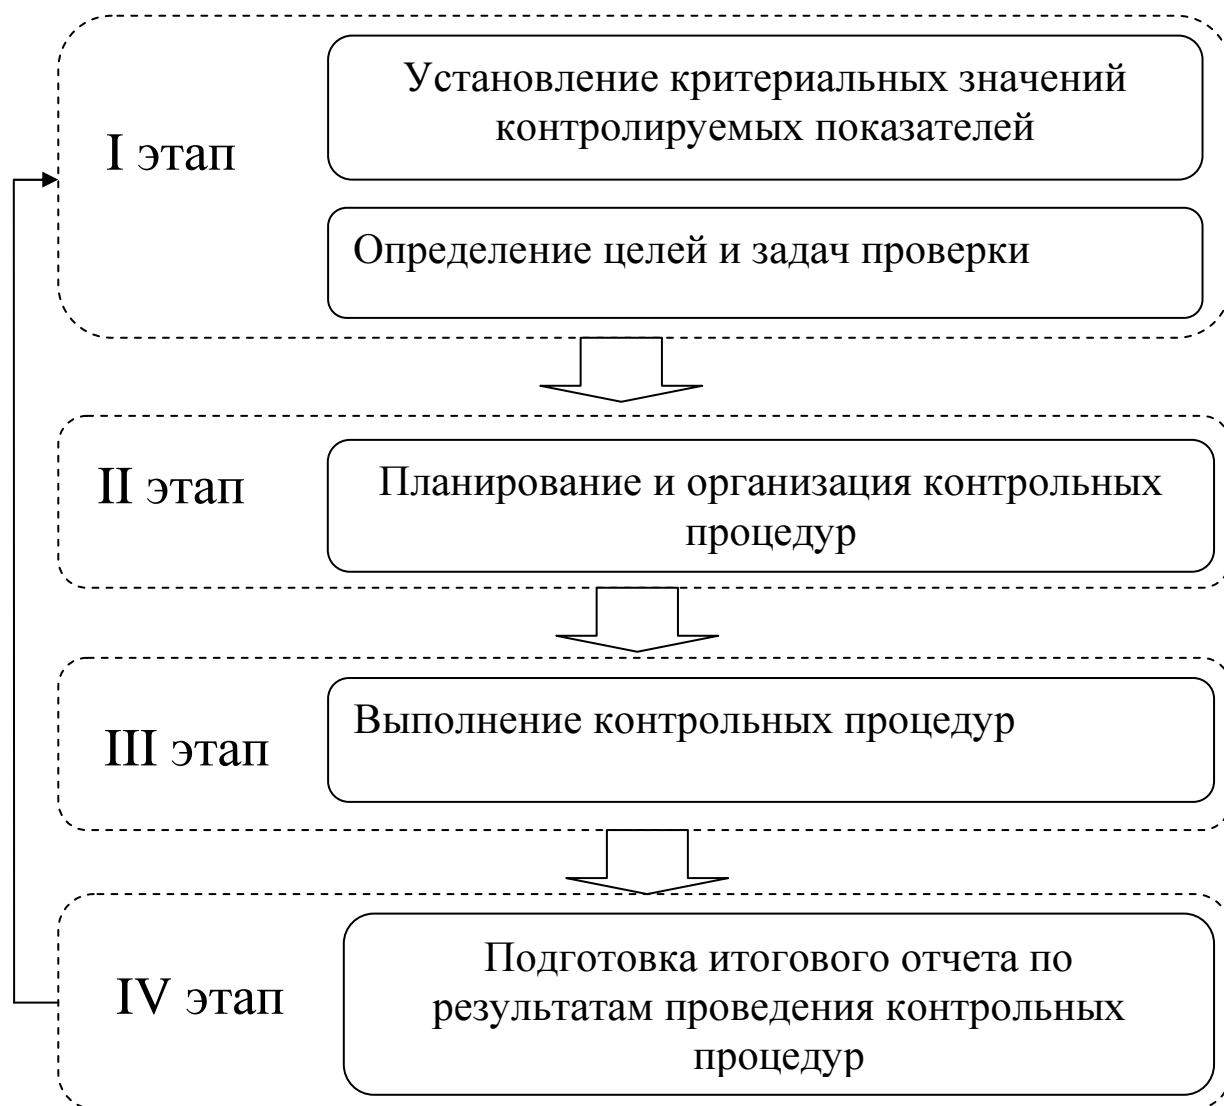 Установление критериальных значений
контролируемых показателей
I этап
Определение целей и задач проверки
II этап
Планирование и организация контрольных
процедур
III этап
Выполнение контрольных процедур
IV этап
Подготовка итогового отчета по
результатам проведения контрольных
процедур